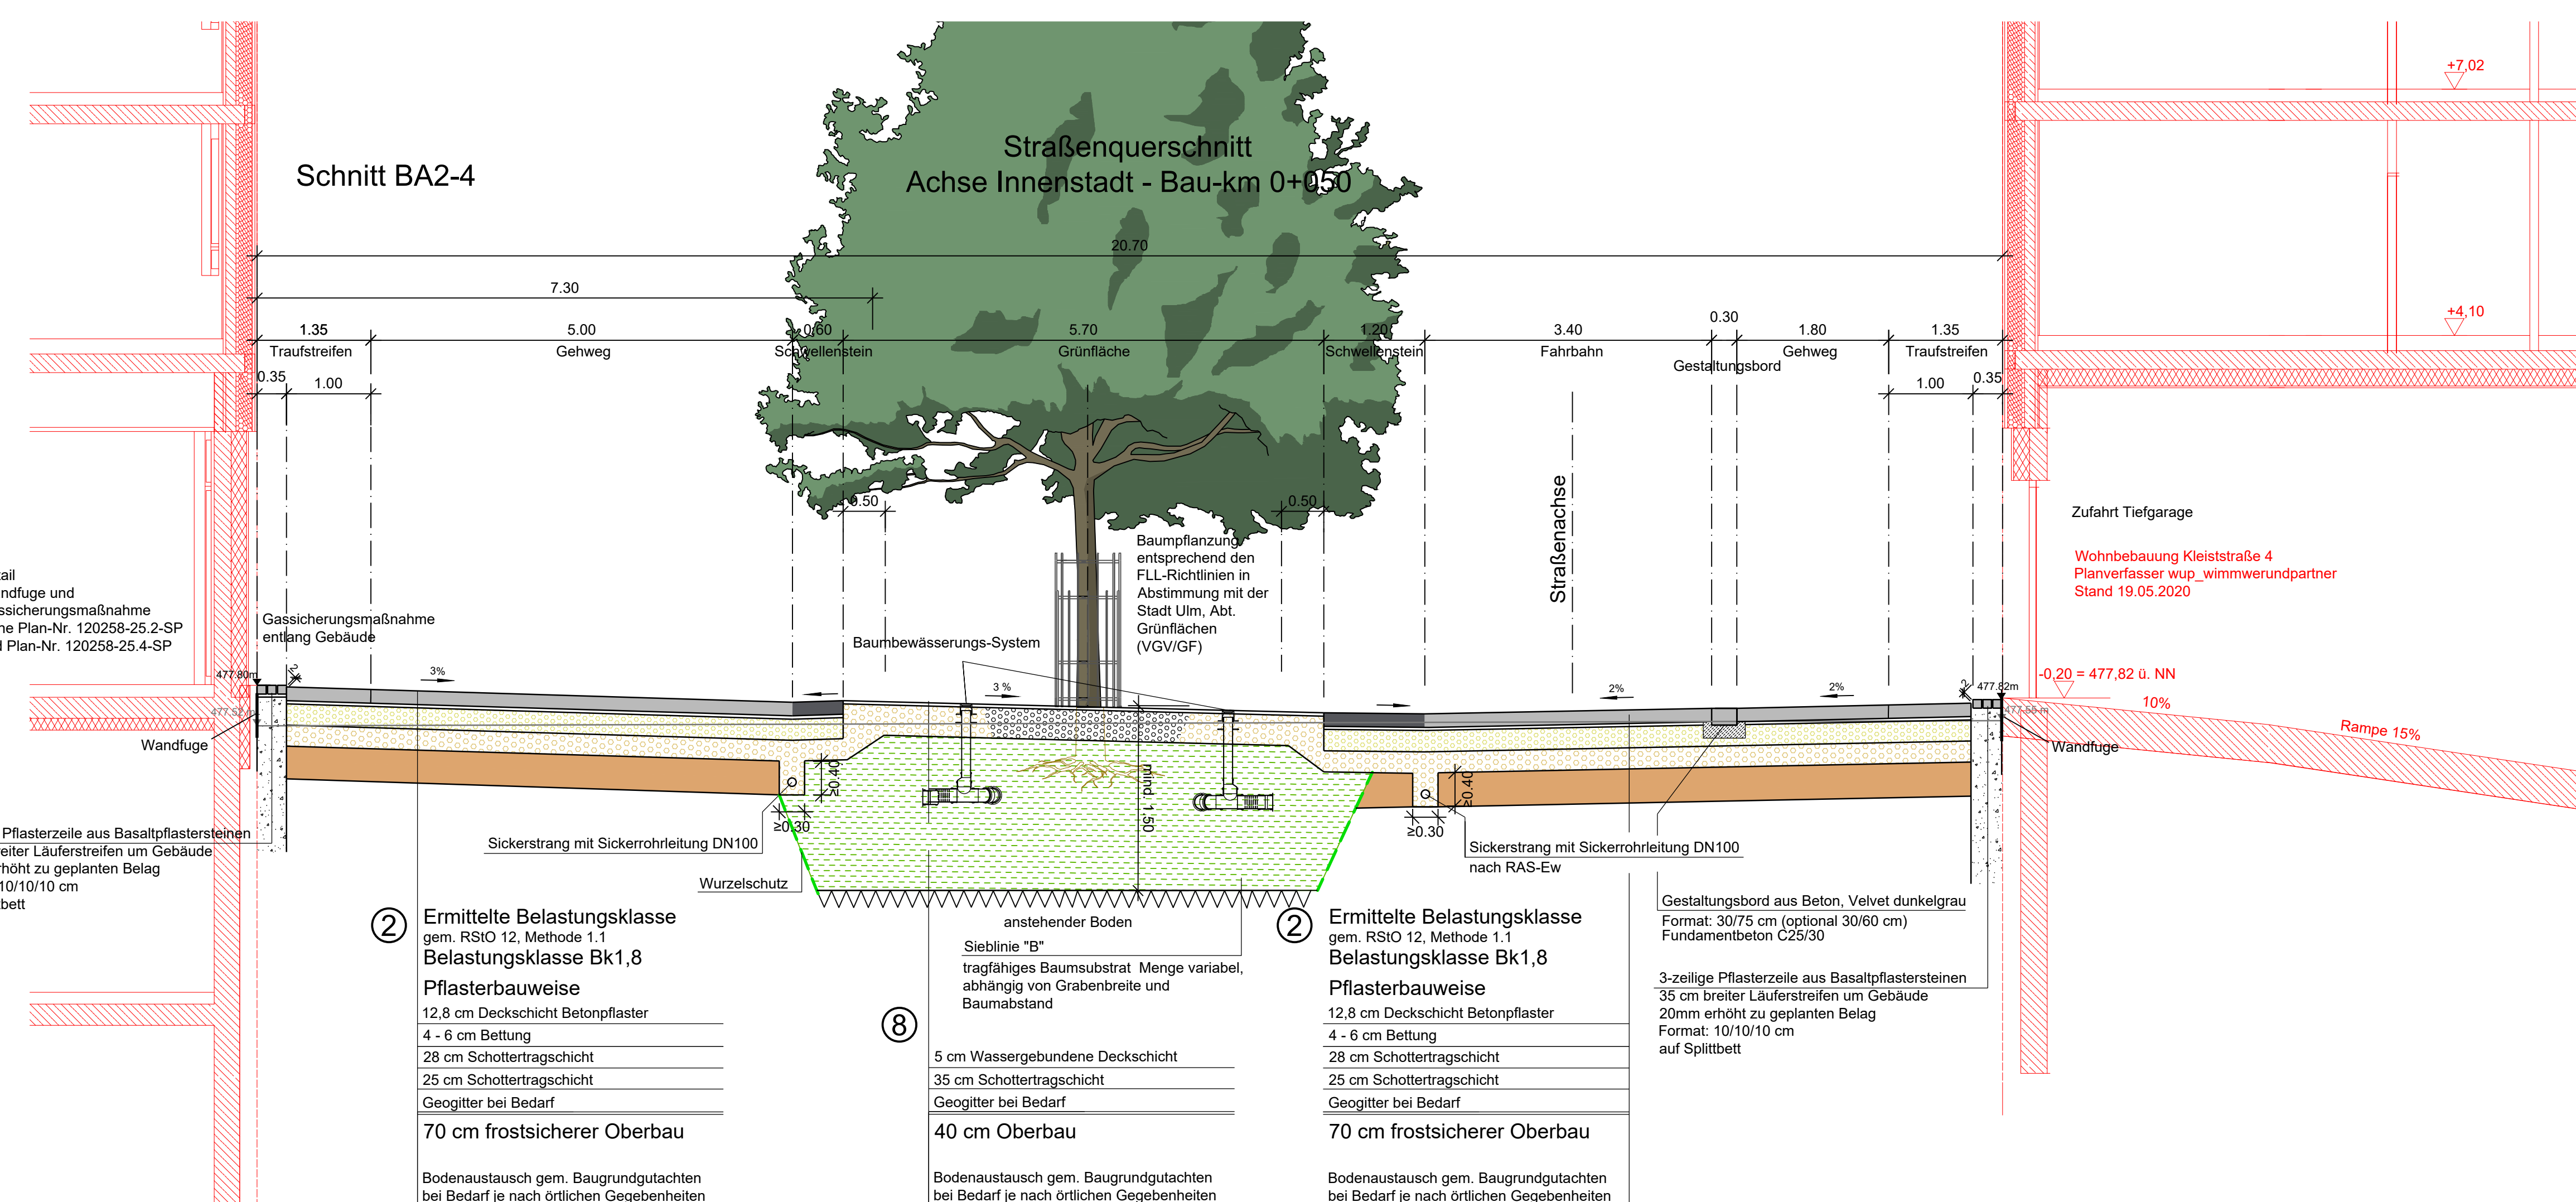 Schnitt BA2-4
Straßenquerschnitt
Achse Innenstadt - Bau-km 0+050
20.70
7.30
1.35
5.00
0.60
5.70
1.20
3.40
0.30
1.80
1.35
Traufstreifen
Gehweg
Schwellenstein
Grünfläche
Schwellenstein
Fahrbahn
Gestaltungsbord
Gehweg
Traufstreifen
0.35
1.00
1.00
0.35
+7,02
+4,10
0.50
0.50
Straßenachse
Zufahrt Tiefgarage
Wohnbebauung Kleiststraße 4
Planverfasser wup_wimmwerundpartner
Stand 19.05.2020
Baumpflanzung
entsprechend den
FLL-Richtlinien in
Abstimmung mit der
Stadt Ulm, Abt.
Grünflächen
(VGV/GF)
ail
ndfuge und
ssicherungsmaßnahme
ne Plan-Nr. 120258-25.2-SP
d Plan-Nr. 120258-25.4-SP
Gassicherungsmaßnahme
entlang Gebäude
Baumbewässerungs-System
477.80m
2
3%
3 %
2%
2%
2
477.82m
-0,20 = 477,82 ü. NN
10%
Rampe 15%
477.52 m
477.55 m
Wandfuge
Wandfuge
≥0.40
≥0.30
mind. 1,50
≥0.40
≥0.30
Pflasterzeile aus Basaltpflastersteinen
eiter Läuferstreifen um Gebäude
rhöht zu geplanten Belag
10/10/10 cm
tbett
Sickerstrang mit Sickerrohrleitung DN100
Wurzelschutz
Sickerstrang mit Sickerrohrleitung DN100
nach RAS-Ew
anstehender Boden
Sieblinie "B"
tragfähiges Baumsubstrat Menge variabel,
abhängig von Grabenbreite und
Baumabstand
Gestaltungsbord aus Beton, Velvet dunkelgrau
Format: 30/75 cm (optional 30/60 cm)
Fundamentbeton C25/30
3-zeilige Pflasterzeile aus Basaltpflastersteinen
35 cm breiter Läuferstreifen um Gebäude
20mm erhöht zu geplanten Belag
Format: 10/10/10 cm
auf Splittbett
2
Ermittelte Belastungsklasse
gem. RStO 12, Methode 1.1
Belastungsklasse Bk1,8
Pflasterbauweise
12,8 cm Deckschicht Betonpflaster
4 - 6 cm Bettung
28 cm Schottertragschicht
25 cm Schottertragschicht
Geogitter bei Bedarf
70 cm frostsicherer Oberbau
Bodenaustausch gem. Baugrundgutachten
bei Bedarf je nach örtlichen Gegebenheiten
8
5 cm Wassergebundene Deckschicht
35 cm Schottertragschicht
Geogitter bei Bedarf
40 cm Oberbau
Bodenaustausch gem. Baugrundgutachten
bei Bedarf je nach örtlichen Gegebenheiten
2
Ermittelte Belastungsklasse
gem. RStO 12, Methode 1.1
Belastungsklasse Bk1,8
Pflasterbauweise
12,8 cm Deckschicht Betonpflaster
4 - 6 cm Bettung
28 cm Schottertragschicht
25 cm Schottertragschicht
Geogitter bei Bedarf
70 cm frostsicherer Oberbau
Bodenaustausch gem. Baugrundgutachten
bei Bedarf je nach örtlichen Gegebenheiten